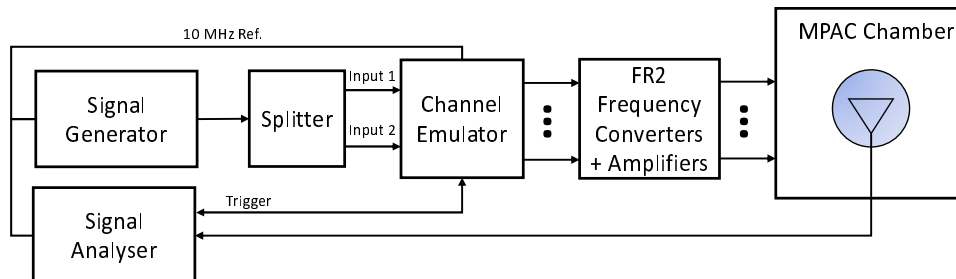 10 MHz Ref.
MPAC Chamber
Signal
Generator
Splitter
Input 1
Input 2
Channel
Emulator
FR2
Frequency
Converters
+ Amplifiers
Trigger
Signal
Analyser